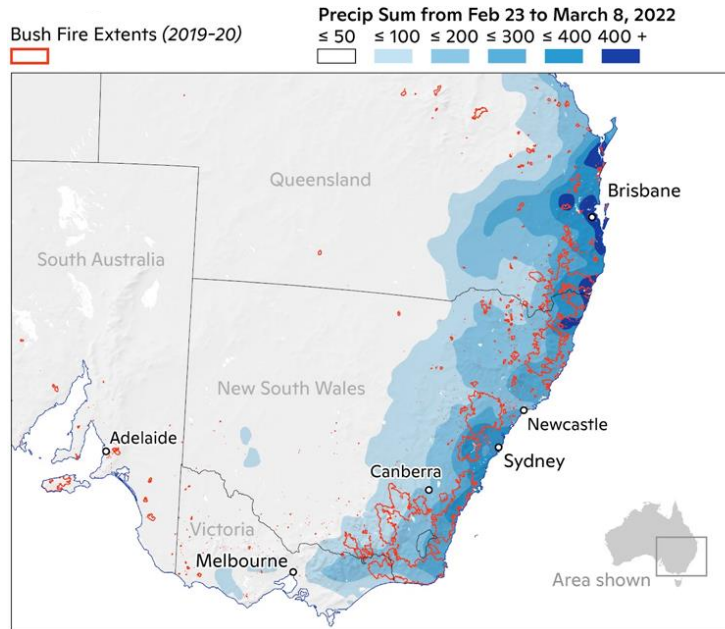 Bush Fire Extents (2019-20)
Precip Sum from Feb 23 to March 8, 2022
≤ 50 ≤ 100 ≤ 200 ≤ 300 ≤ 400 400 +
Queensland
Brisbane
South Australia
New South Wales
Newcastle
Adelaide
Sydney
Canberra
Victoria
Melbourne
Area shown